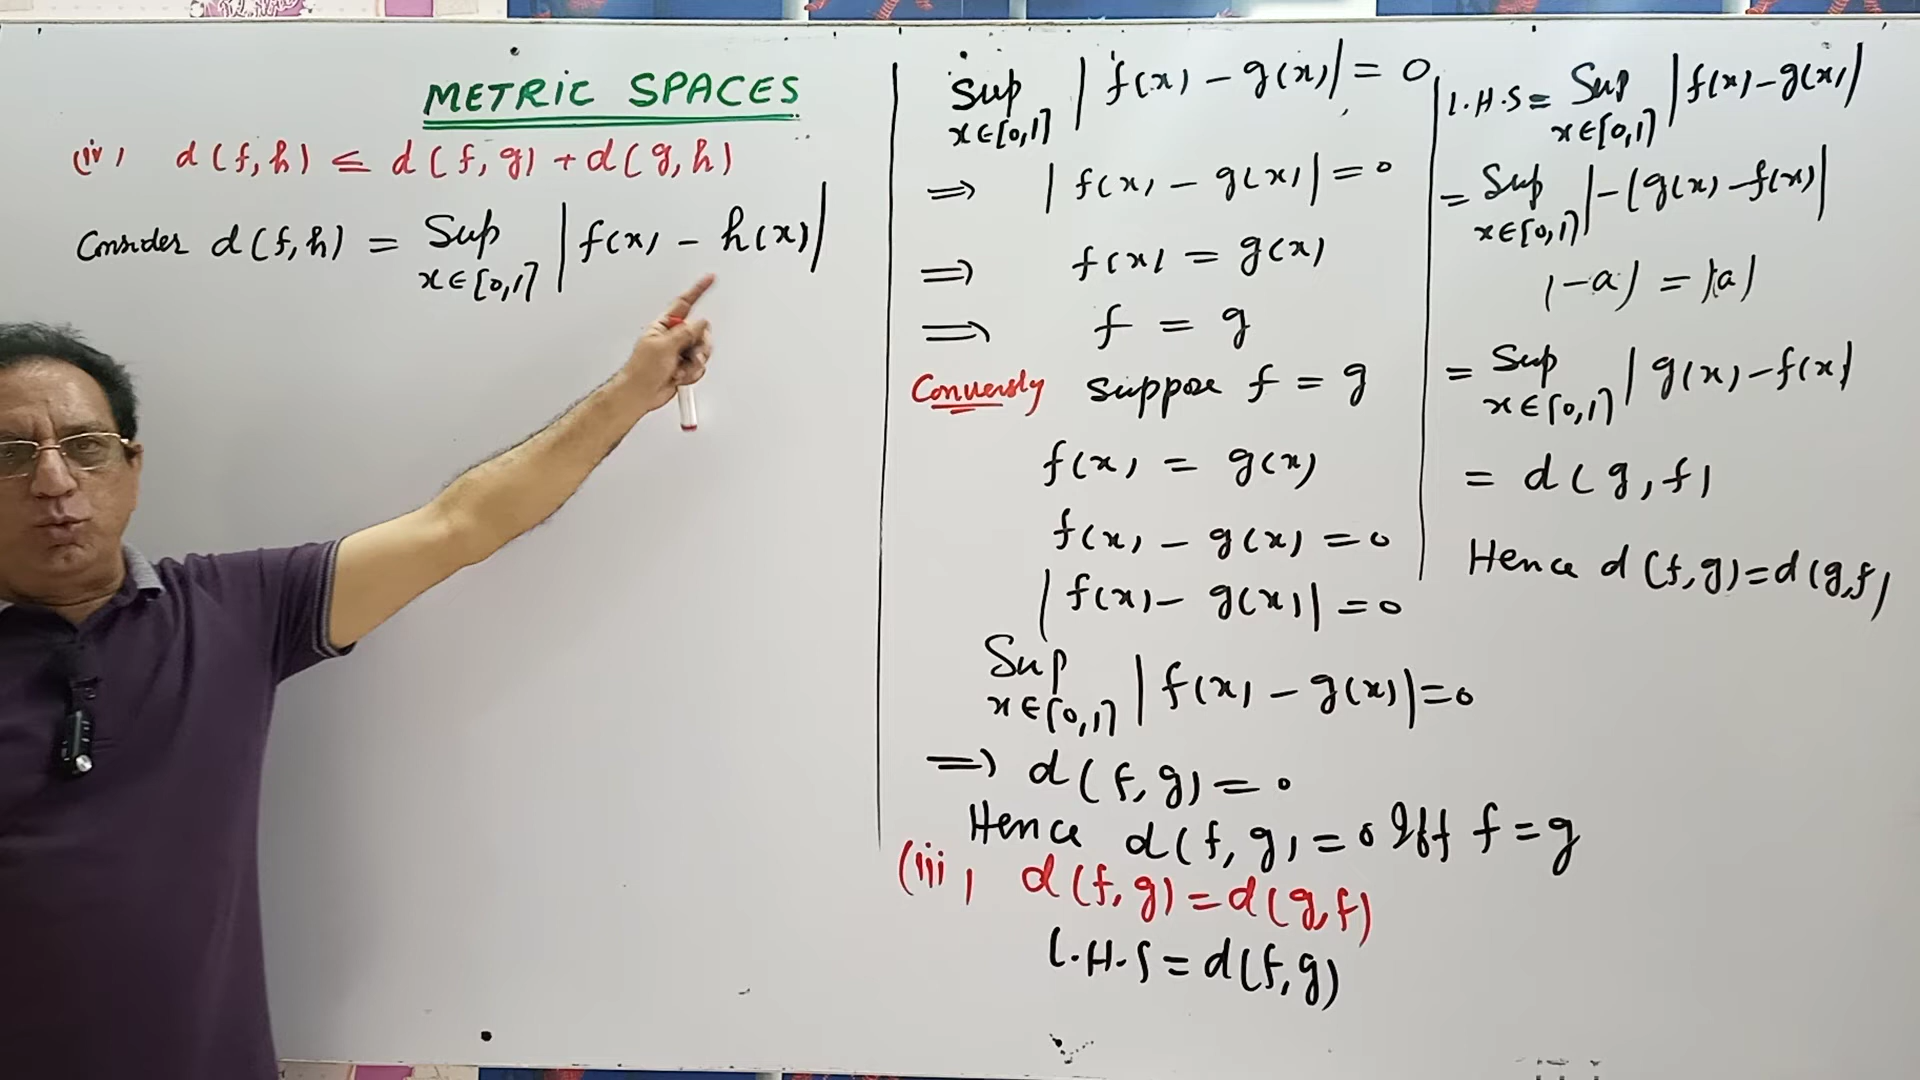 METRIC SPACES
(iv) d(f,h) ≤ d(f,g) + d(g,h)
Consider d(f,h) = Sup |f(x) - h(x)|
x∈[0,1]
Sup |f(x) - g(x)| = 0
x∈[0,1]
⇒ |f(x) - g(x)| = 0
⇒ f(x) = g(x)
⇒ f = g
Conversly suppose f = g
f(x) = g(x)
f(x) - g(x) = 0
|f(x) - g(x)| = 0
Sup |f(x) - g(x)| = 0
x∈[0,1]
⇒ d(f,g) = 0
Hence d(f,g) = 0 Iff f = g
(iii) d(f,g) = d(g,f)
L.H.S = d(f,g)
L.H.S = Sup |f(x) - g(x)|
x∈[0,1]
= Sup |-(g(x) - f(x)|
x∈[0,1]
|-a| = |a|
= Sup |g(x) - f(x)|
x∈[0,1]
= d(g,f)
Hence d(f,g) = d(g,f)